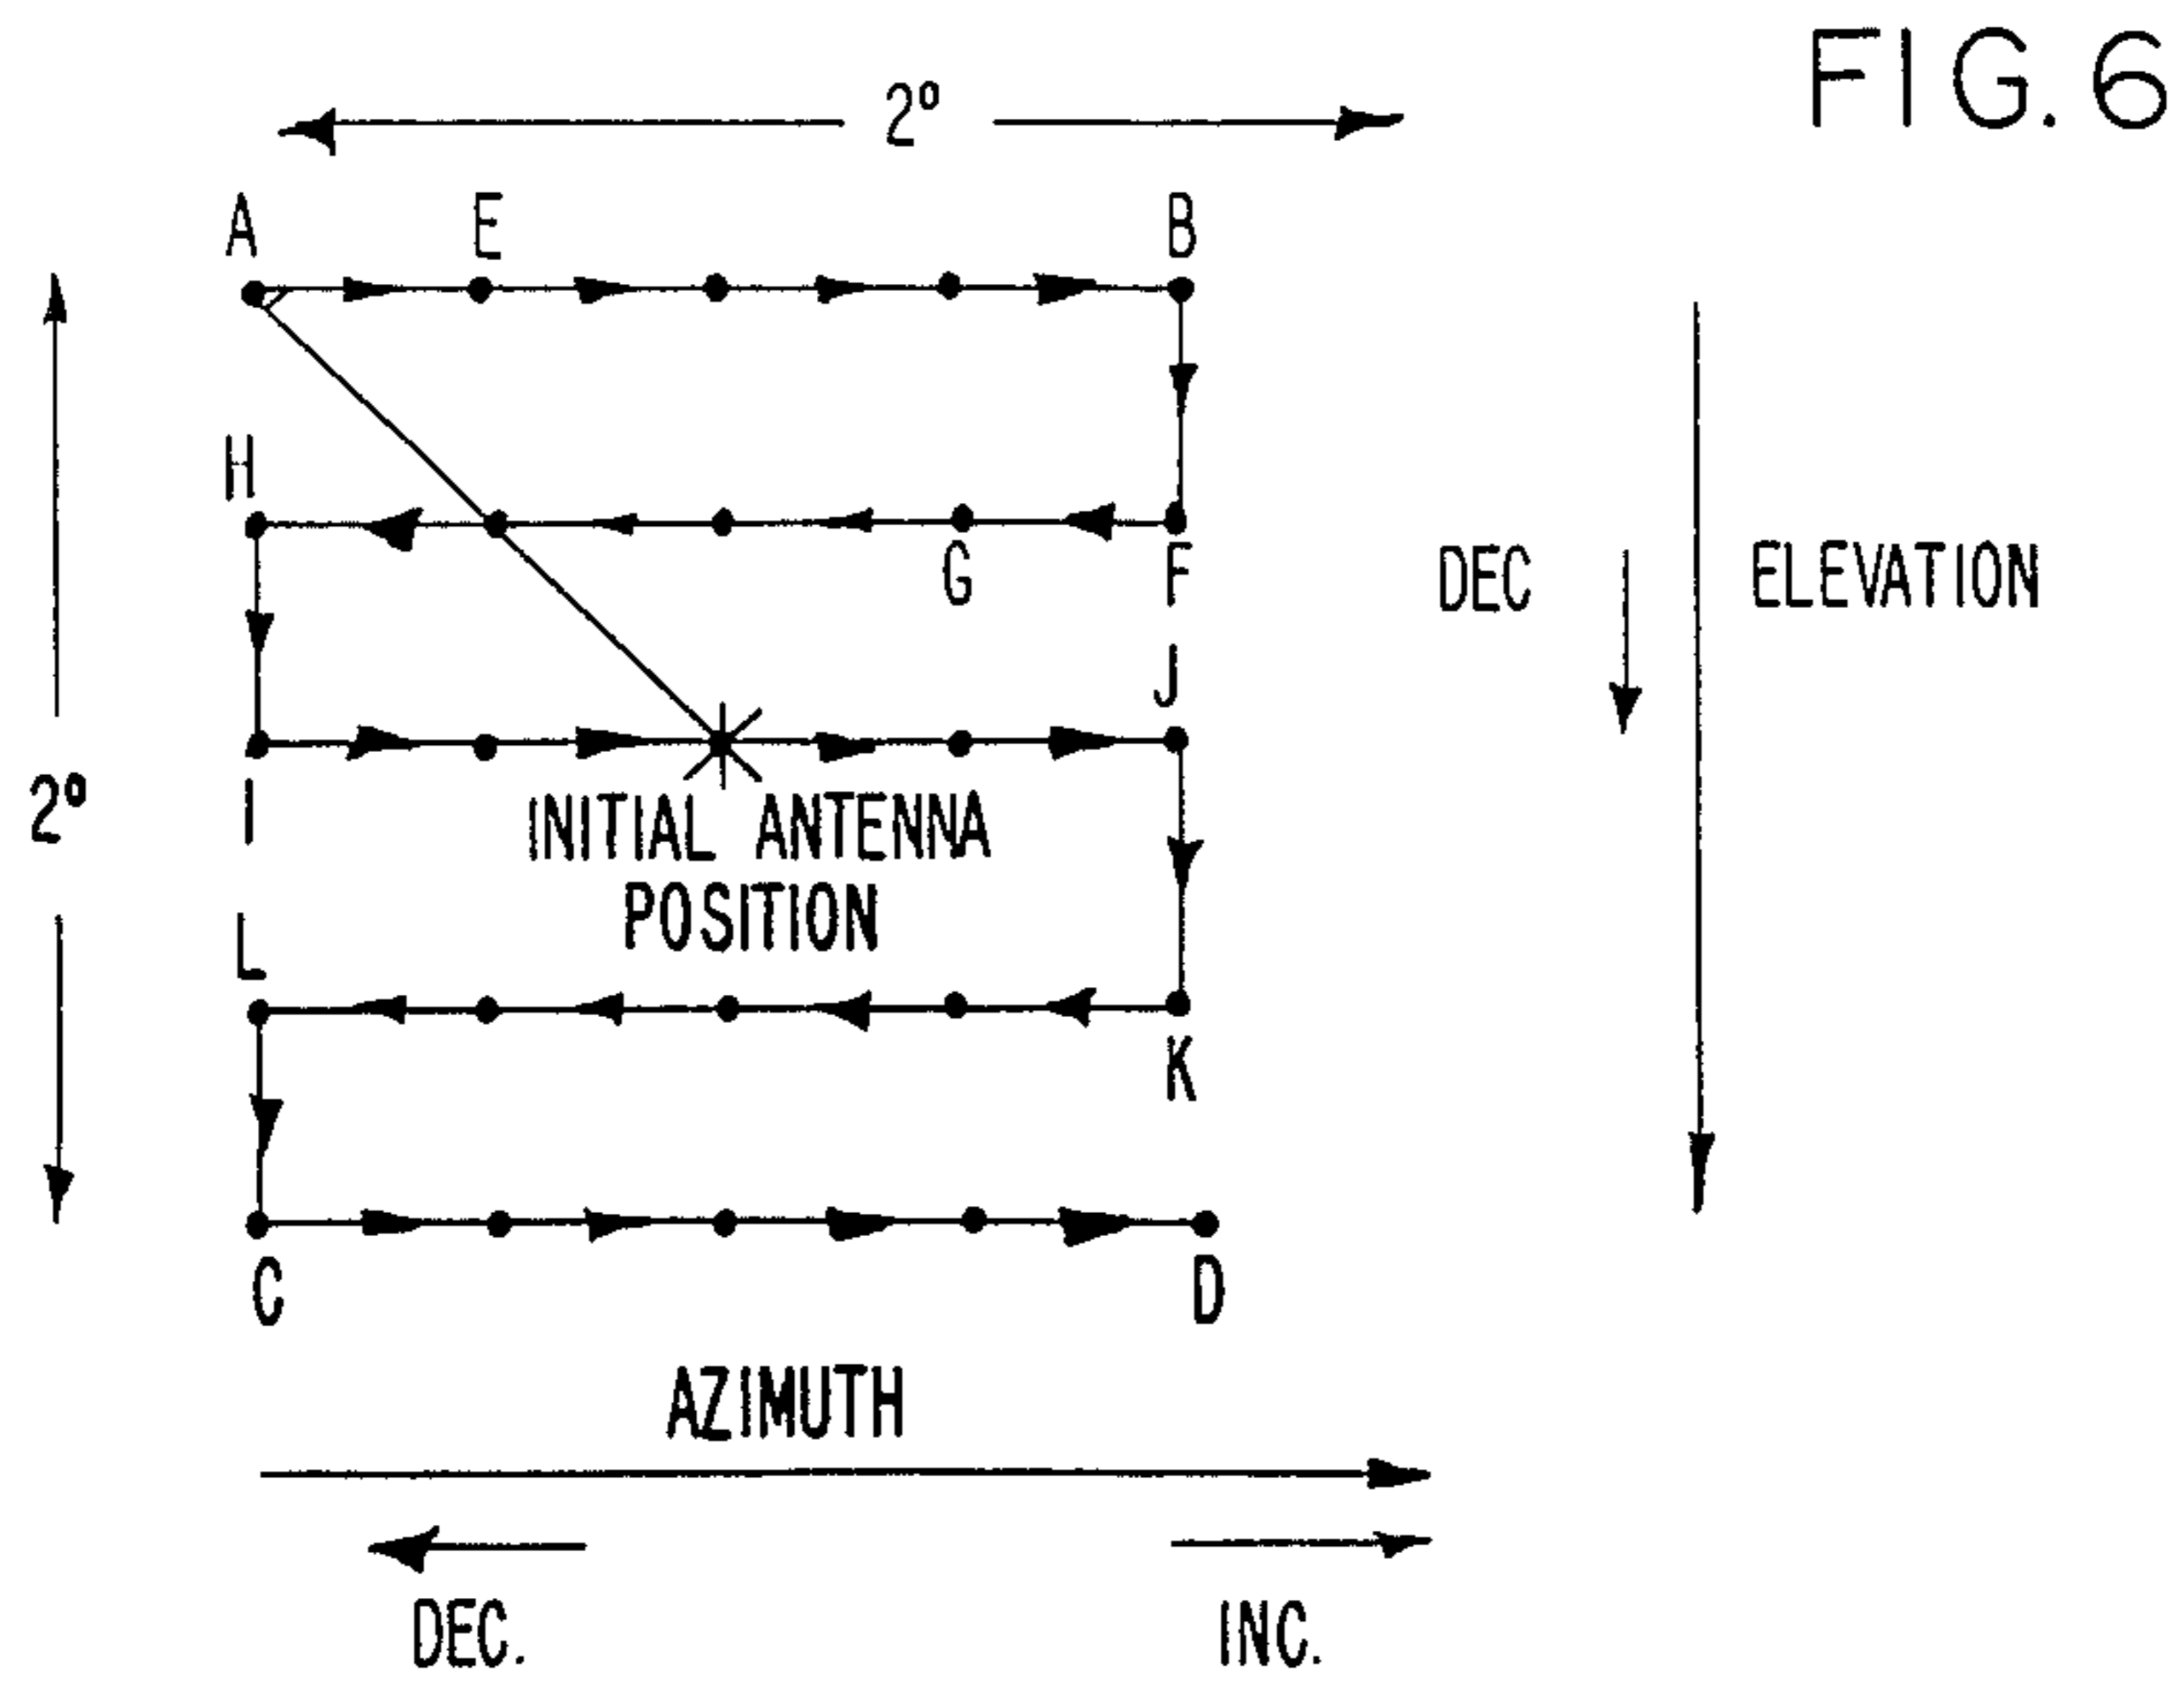 FIG. 6
2°
A E B
H
G F
DEC ELEVATION
J
2°
I
INITIAL ANTENNA
POSITION
L
K
C D
AZIMUTH
DEC. INC.